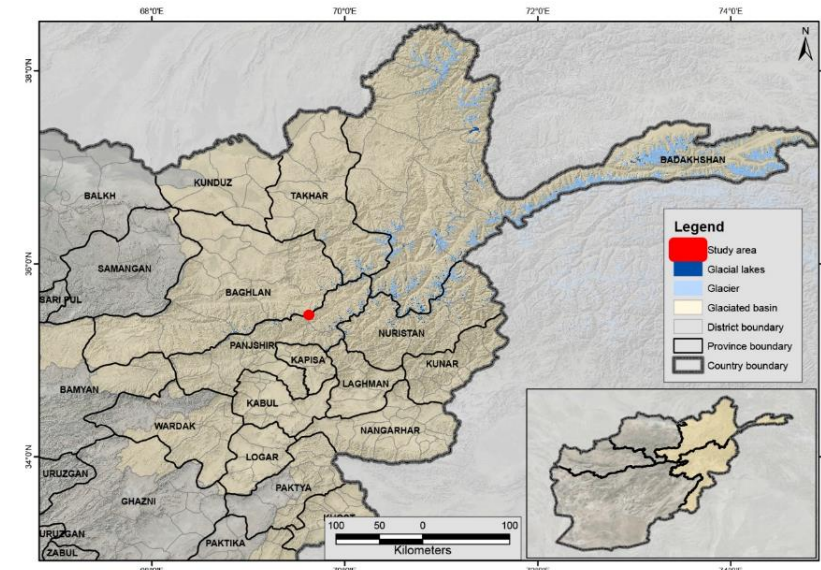 68°0'E 70°0'E 72°0'E 74°0'E
N
38°0'N
BADAKHSHAN
KUNDUZ
BALKH
TAKHAR
Legend
Study area
36°0'N
SAMANGAN
Glacial lakes
BAGHLAN
Glacier
SARI PUL
Glaciated basin
NURISTAN
District boundary
PANJSHIR
Province boundary
KAPISA
KUNAR
Country boundary
LAGHMAN
BAMYAN
KABUL
WARDAK
NANGARHAR
34°0'N
LOGAR
URUZGAN
PAKTYA
GHAZNI
100 50 0 100
Kilometers
URUZGAN
PAKTIKA
ZABUL